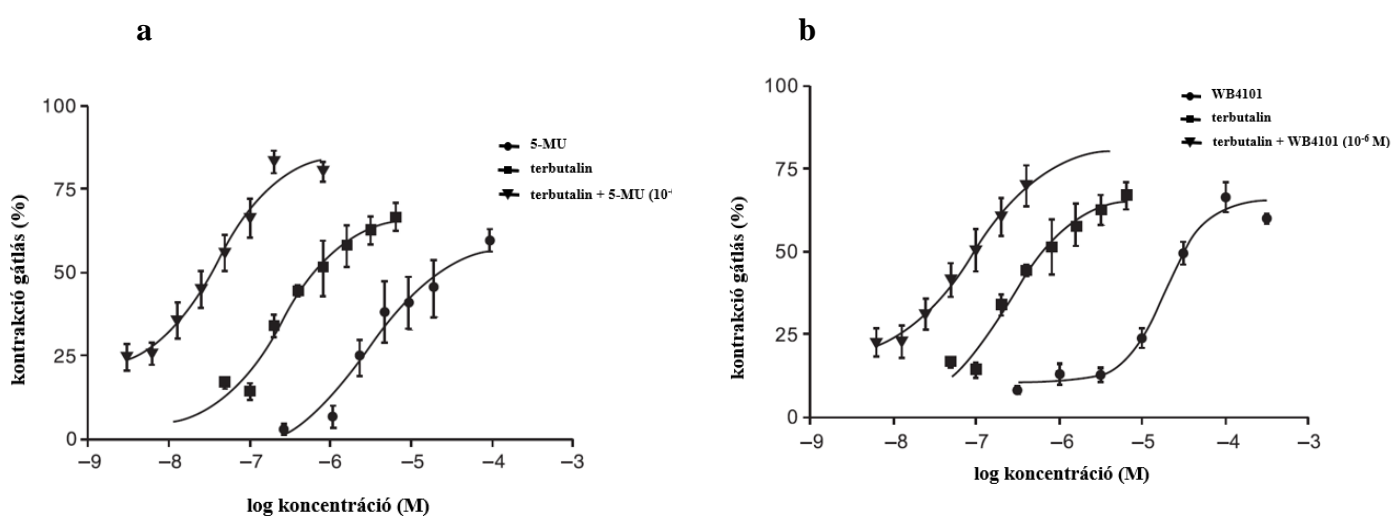 a
100
75
50
25
0
kontrakció gátlás (%)
5-MU
terbutalin
terbutalin + 5-MU (10⁻
–9 –8 –7 –6 –5 –4 –3
log koncentráció (M)
b
100
75
50
25
0
kontrakció gátlás (%)
WB4101
terbutalin
terbutalin + WB4101 (10⁻⁶ M)
–9 –8 –7 –6 –5 –4 –3
log koncentráció (M)